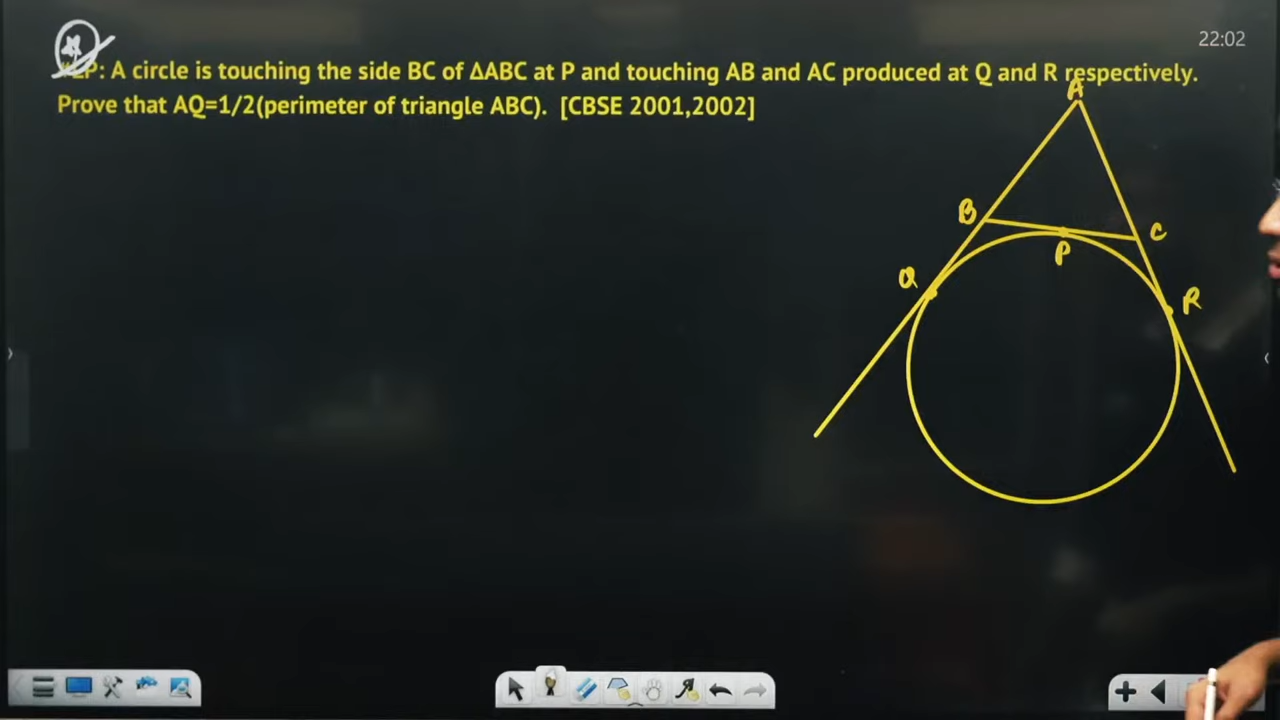 22:02
: A circle is touching the side BC of ΔABC at P and touching AB and AC produced at Q and R respectively.
Prove that AQ=1/2(perimeter of triangle ABC). [CBSE 2001,2002]
A
B
C
P
Q
R